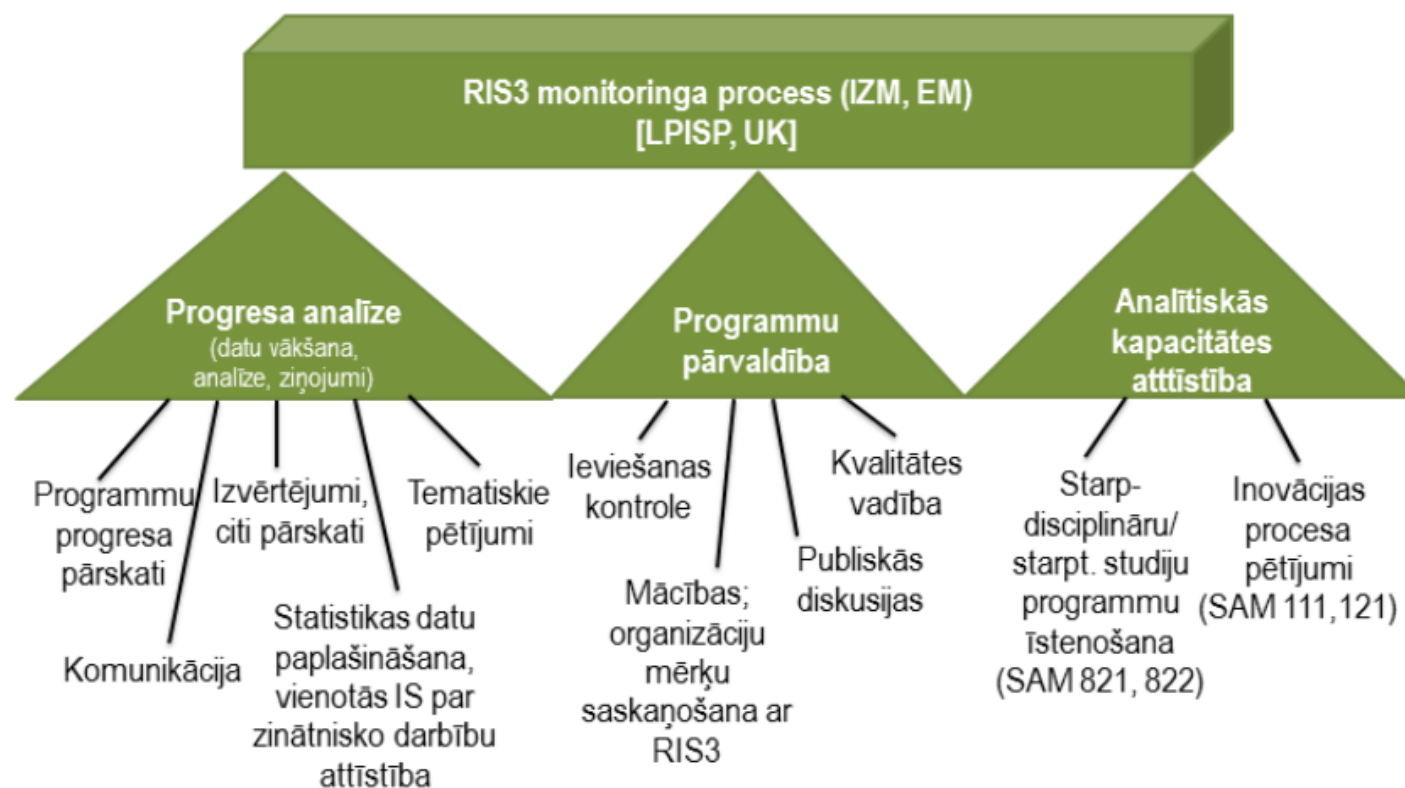 RIS3 monitoringa process (IZM, EM)
[LPISP, UK]
Progresa analīze
(datu vākšana,
analīze, ziņojumi)
Programmu
progresa
pārskati
Komunikācija
Izvērtējumi,
citi pārskati
Statistikas datu
paplašināšana,
vienotās IS par
zinātnisko darbību
attīstība
Tematiskie
pētījumi
Programmu
pārvaldība
Ieviešanas
kontrole
Mācības;
organizāciju
mērķu
saskaņošana ar
RIS3
Publiskās
diskusijas
Kvalitātes
vadība
Analītiskās
kapacitātes
atttīstība
Starp-
disciplināru/
starpt. studiju
programmu
īstenošana
(SAM 821, 822)
Inovācijas
procesa
pētījumi
(SAM 111, 121)